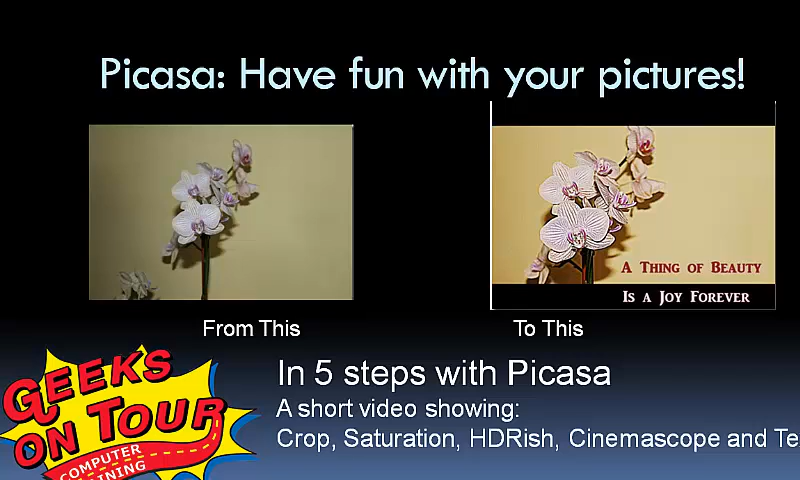 Picasa: Have fun with your pictures!
A Thing of Beauty
Is a Joy Forever
From This
To This
In 5 steps with Picasa
A short video showing:
Crop, Saturation, HDRish, Cinemascope and
GEEKS
ON TOUR
COMPUTER